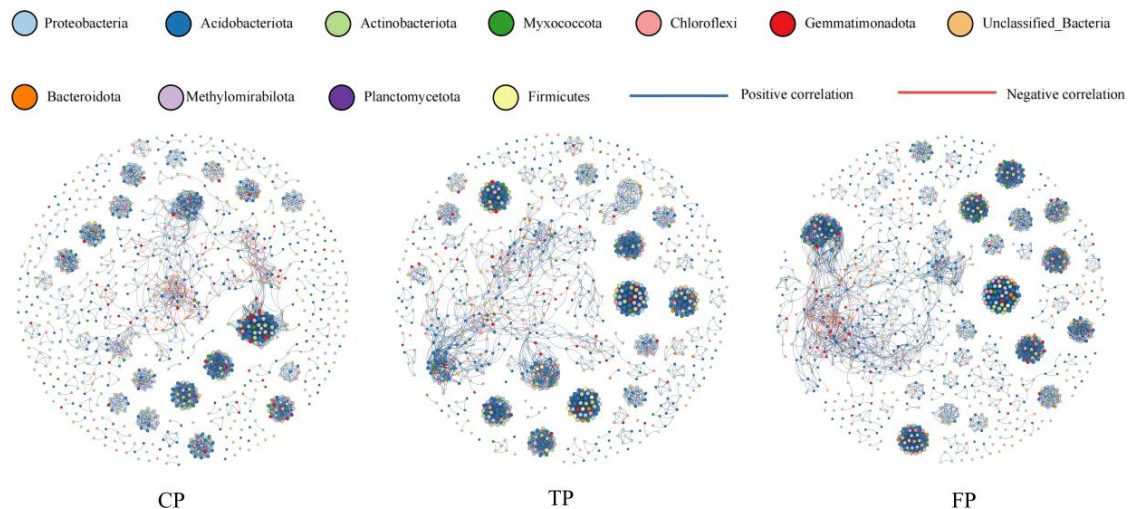 Proteobacteria Acidobacteriota Actinobacteriota Myxococcota Chloroflexi Gemmatimonadota Unclassified_Bacteria
Bacteroidota Methylomirabilota Planctomycetota Firmicutes Positive correlation Negative correlation
CP TP FP